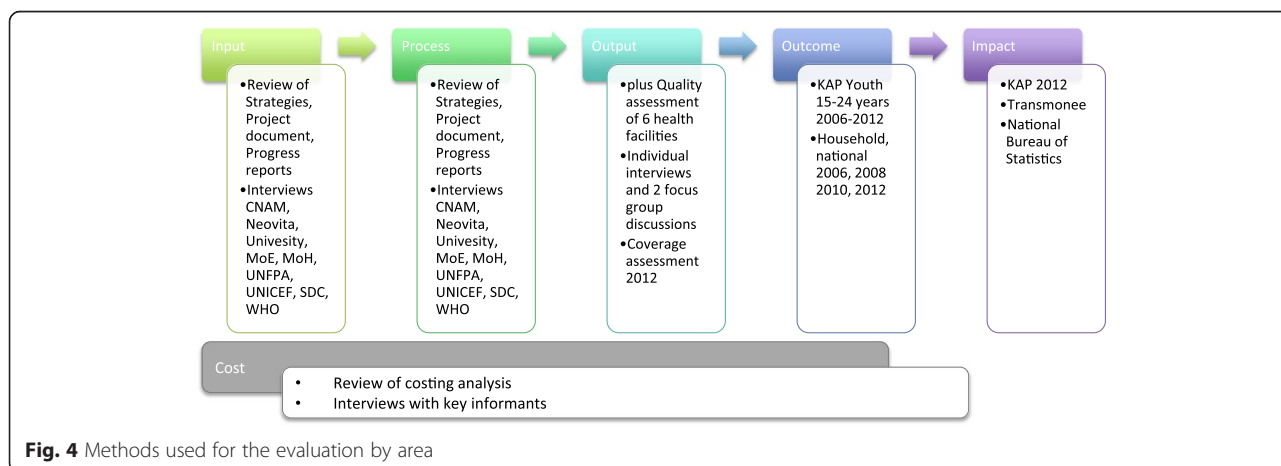 Input
•Review of
Strategies,
Project
document,
Progress
reports
•Interviews
CNAM,
Neovita,
Univesity,
MoE, MoH,
UNFPA,
UNICEF, SDC,
WHO
Process
•Review of
Strategies,
Project
document,
Progress
reports
•Interviews
CNAM,
Neovita,
Univesity,
MoE, MoH,
UNFPA,
UNICEF, SDC,
WHO
Output
•plus Quality
assessment
of 6 health
facilities
•Individual
interviews
and 2 focus
group
discussions
•Coverage
assessment
2012
Outcome
•KAP Youth
15-24 years
2006-2012
•Household,
national
2006, 2008
2010, 2012
Impact
•KAP 2012
•Transmonee
•National
Bureau of
Statistics
Cost
• Review of costing analysis
• Interviews with key informants
Fig. 4 Methods used for the evaluation by area